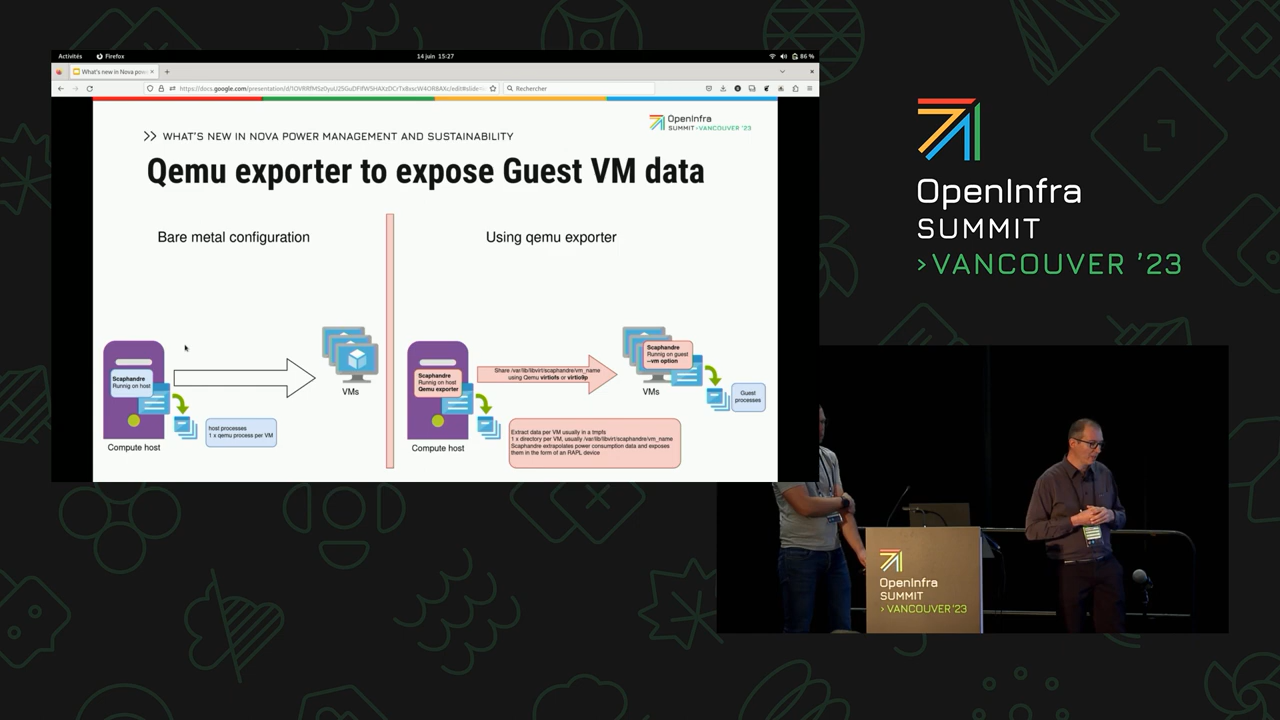 Activités
Firefox
14 juin 15:27
86 %
What's new in Nova pow
Rechercher
>> WHAT'S NEW IN NOVA POWER MANAGEMENT AND SUSTAINABILITY
OpenInfra
SUMMIT >VANCOUVER '23
Qemu exporter to expose Guest VM data
Bare metal configuration
Using qemu exporter
Scaphandre
Runnig on host
VMs
host processes
1 x qemu process per VM
Compute host
Scaphandre
Runnig on host
Qemu exporter
Share /var/lib/libvirt/scaphandre/vm_name
using Qemu virtiofs or virtio9p
Scaphandre
Runnig on guest
--vm option
VMs
Guest
processes
Extract data per VM usually in a tmpfs
1 x directory per VM, usually /var/lib/libvirt/scaphandre/vm_name
Scaphandre extrapolates power consumption data and exposes
them in the form of an RAPL device
Compute host
OpenInfra
SUMMIT
>VANCOUVER '23
OpenInfra
SUMMIT
>VANCOUVER '23